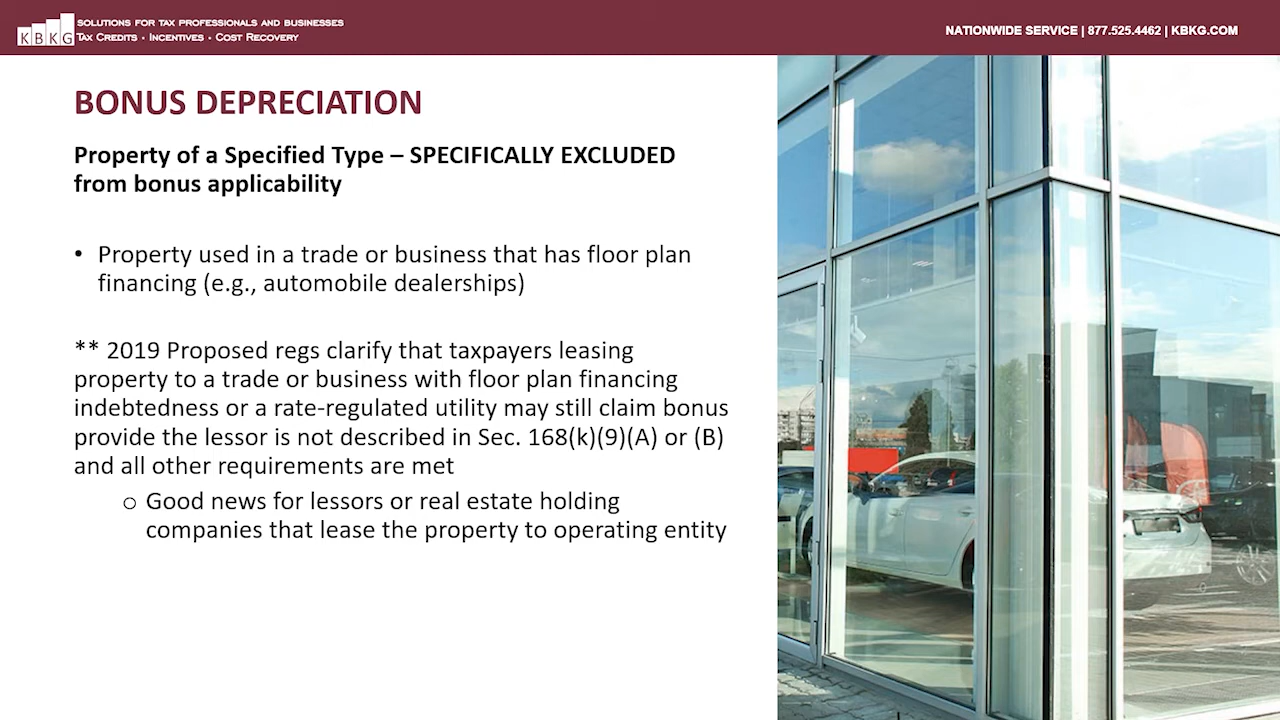 KBKG
SOLUTIONS FOR TAX PROFESSIONALS AND BUSINESSES
TAX CREDITS • INCENTIVES • COST RECOVERY
NATIONWIDE SERVICE | 877.525.4462 | KBKG.COM
BONUS DEPRECIATION
Property of a Specified Type – SPECIFICALLY EXCLUDED
from bonus applicability
• Property used in a trade or business that has floor plan
financing (e.g., automobile dealerships)
** 2019 Proposed regs clarify that taxpayers leasing
property to a trade or business with floor plan financing
indebtedness or a rate-regulated utility may still claim bonus
provide the lessor is not described in Sec. 168(k)(9)(A) or (B)
and all other requirements are met
o Good news for lessors or real estate holding
companies that lease the property to operating entity